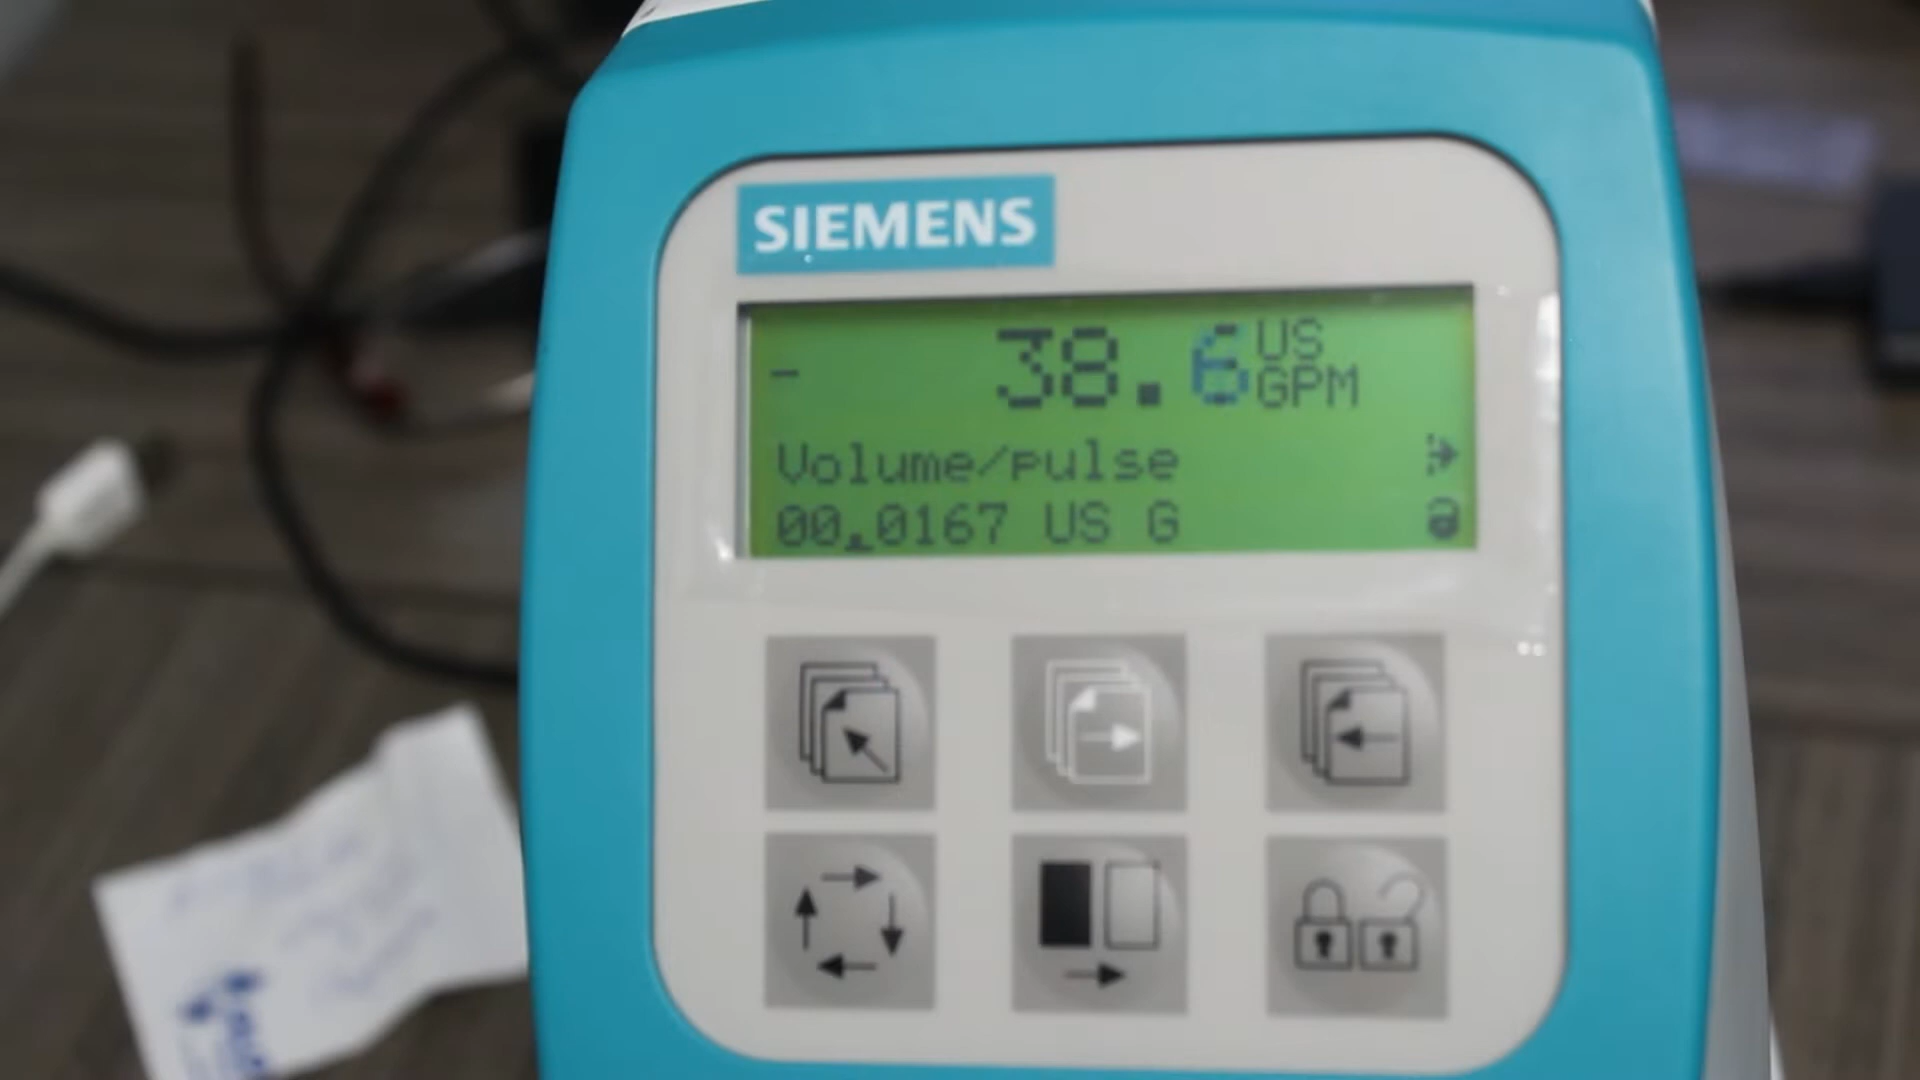 SIEMENS
- 38.6 US GPM
Volume/pulse
00.0167 US G